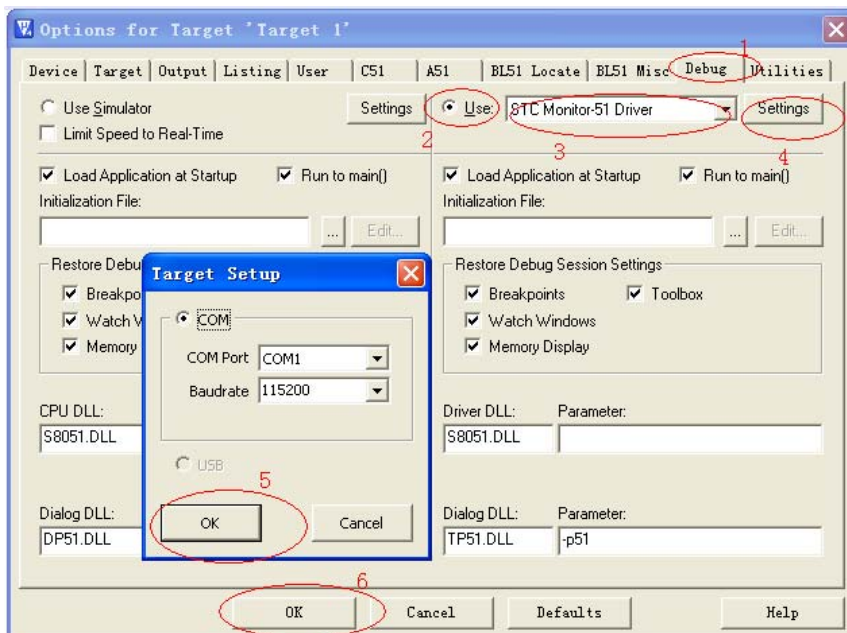 Options for Target 'Target 1'
1
Device Target Output Listing User C51 A51 BL51 Locate BL51 Misc Debug Utilities
Use Simulator Settings Use: STC Monitor-51 Driver Settings
Limit Speed to Real-Time
2 3 4
Load Application at Startup Run to main() Load Application at Startup Run to main()
Initialization File: Initialization File:
... Edit... ... Edit...
Restore Debu Restore Debug Session Settings
Breakpo Breakpoints Toolbox
Watch W Watch Windows
Memory Memory Display
Target Setup
COM
COM Port COM1
Baudrate 115200
USB
5
OK Cancel
CPU DLL: Driver DLL: Parameter:
S8051.DLL S8051.DLL
Dialog DLL: Dialog DLL: Parameter:
DP51.DLL TP51.DLL -p51
6
OK Cancel Defaults Help